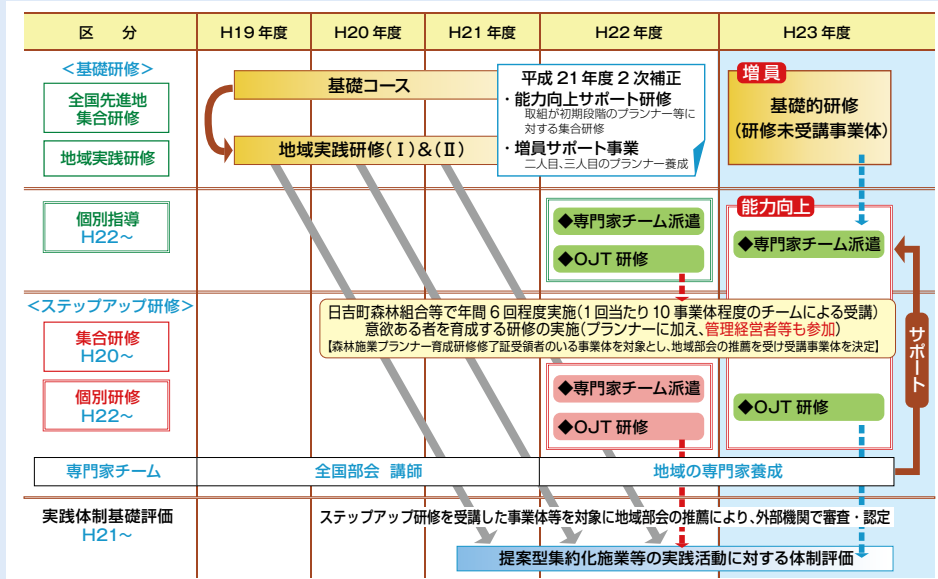 区　分
H19年度
H20年度
H21年度
H22年度
H23年度
＜基礎研修＞
全国先進地
集合研修
地域実践研修
基礎コース
地域実践研修(Ⅰ)&(Ⅱ)
平成21年度2次補正
・能力向上サポート研修
取組が初期段階のプランナー等に
対する集合研修
・増員サポート事業
二人目、三人目のプランナー養成
増員
基礎的研修
(研修未受講事業体)
個別指導
H22～
◆専門家チーム派遣
◆OJT研修
能力向上
◆専門家チーム派遣
＜ステップアップ研修＞
集合研修
H20～
個別研修
H22～
日吉町森林組合等で年間6回程度実施(1回当たり10事業体程度のチームによる受講)
意欲ある者を育成する研修の実施(プランナーに加え、管理経営者等も参加)
【森林施業プランナー育成研修修了証受領者のいる事業体を対象とし、地域部会の推薦を受け受講事業体を決定】
◆専門家チーム派遣
◆OJT研修
◆OJT研修
サポート
専門家チーム
全国部会 講師
地域の専門家養成
実践体制基礎評価
H21～
ステップアップ研修を受講した事業体等を対象に地域部会の推薦により、外部機関で審査・認定
提案型集約化施業等の実践活動に対する体制評価